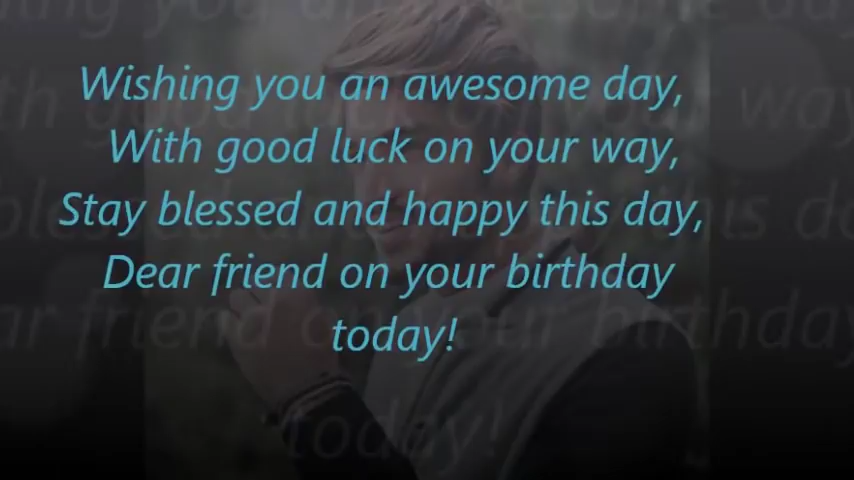 Wishing you an awesome day,
With good luck on your way,
Stay blessed and happy this day,
Dear friend on your birthday
today!